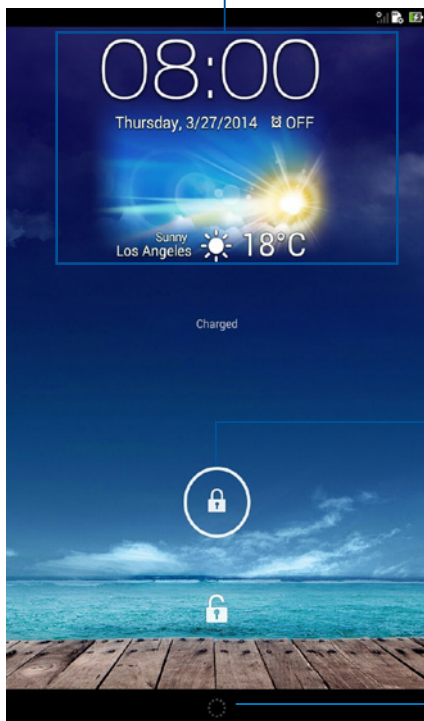 08:00
Thursday, 3/27/2014 OFF
Sunny
Los Angeles 18°C
Charged